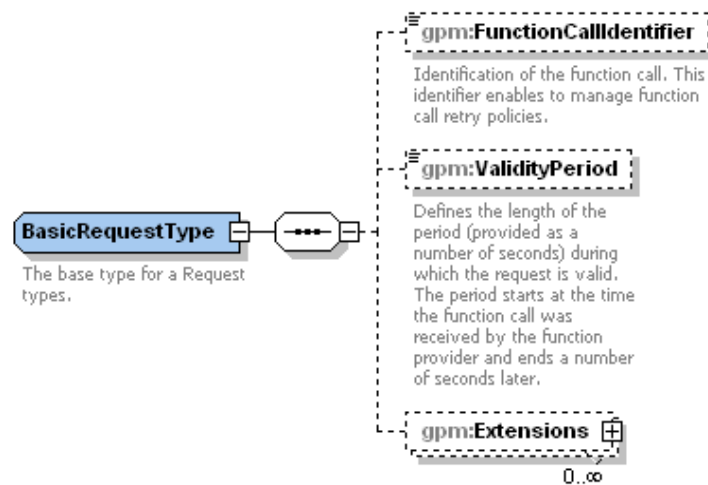 gpm:FunctionCallIdentifier
Identification of the function call. This
identifier enables to manage function
call retry policies.
gpm:ValidityPeriod
Defines the length of the
period (provided as a
number of seconds) during
which the request is valid.
The period starts at the time
the function call was
received by the function
provider and ends a number
of seconds later.
BasicRequestType
The base type for a Request
types.
gpm:Extensions
0..∞